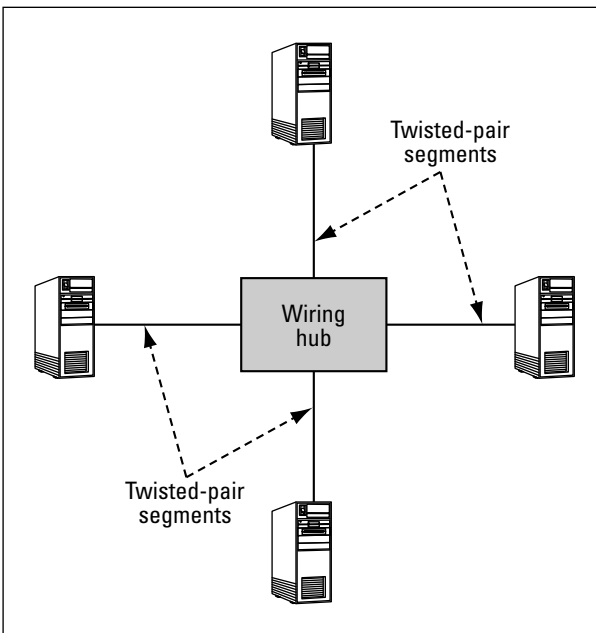 Twisted-pair
segments
Wiring
hub
Twisted-pair
segments